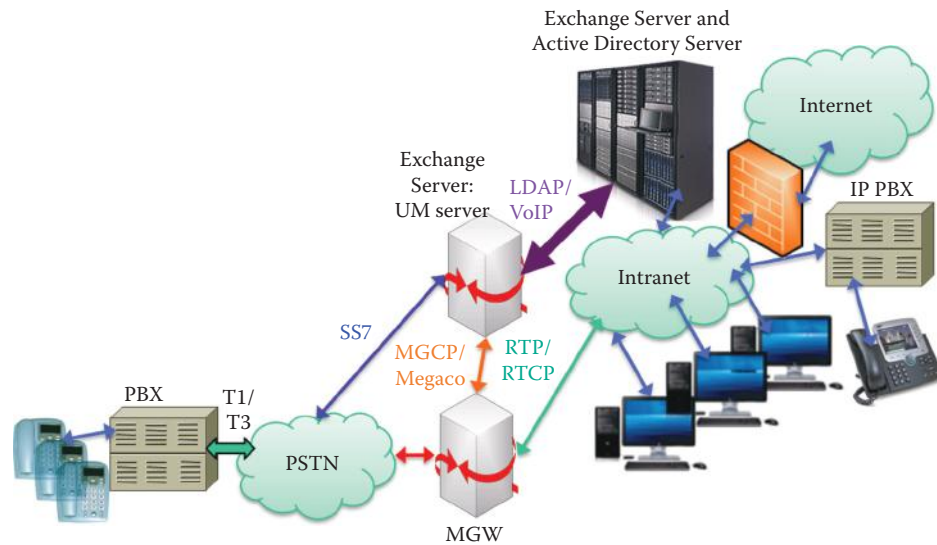 Exchange Server and
Active Directory Server
Internet
Exchange
Server:
UM server
LDAP/
VoIP
IP PBX
Intranet
SS7
MGCP/
Megaco
RTP/
RTCP
PBX
T1/
T3
PSTN
MGW